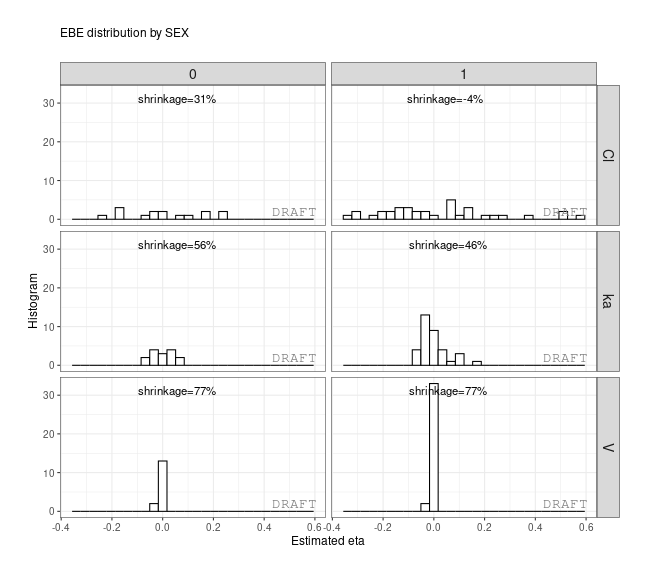 EBE distribution by SEX
0 1
shrinkage=31% shrinkage=-4%
30
20
10
0
DRAFT DRAFT
Cl
shrinkage=56% shrinkage=46%
30
20
10
0
DRAFT DRAFT
ka
shrinkage=77% shrinkage=77%
30
20
10
0
DRAFT DRAFT
V
Histogram
-0.4 -0.2 0.0 0.2 0.4 0.6 -0.4 -0.2 0.0 0.2 0.4 0.6
Estimated eta